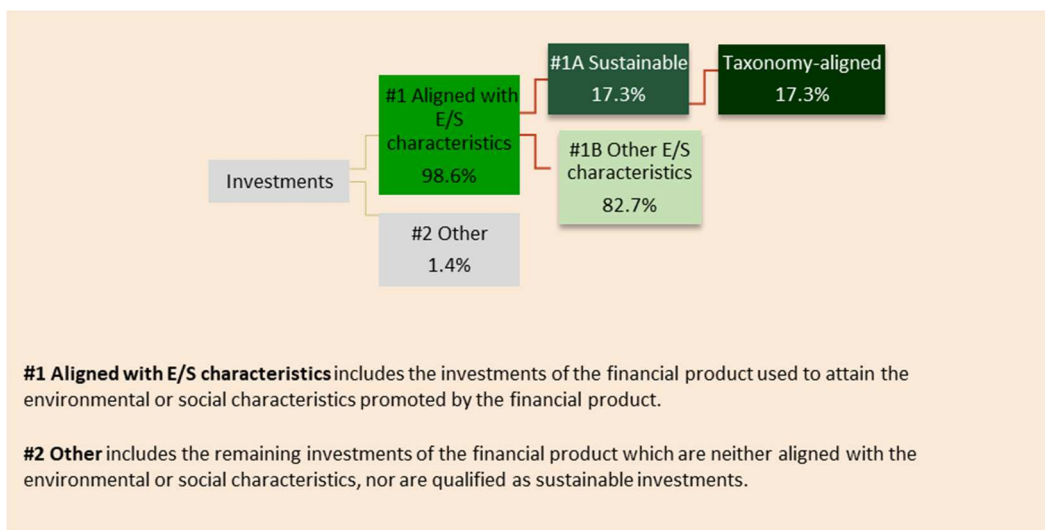 #1A Sustainable
17.3%
Taxonomy-aligned
17.3%
#1 Aligned with
E/S
characteristics
98.6%
#1B Other E/S
characteristics
82.7%
Investments
#2 Other
1.4%
#1 Aligned with E/S characteristics includes the investments of the financial product used to attain the
environmental or social characteristics promoted by the financial product.
#2 Other includes the remaining investments of the financial product which are neither aligned with the
environmental or social characteristics, nor are qualified as sustainable investments.